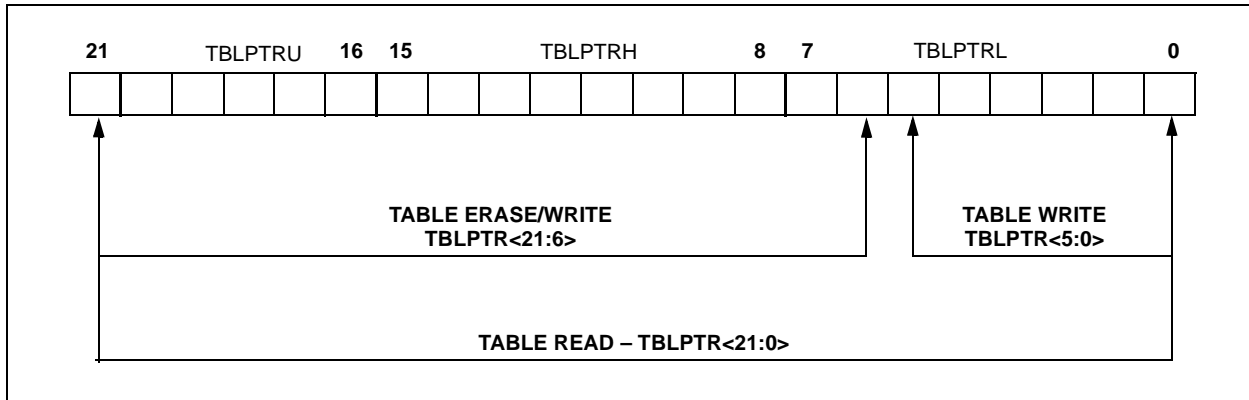 21 TBLPTRU 16 15 TBLPTRH 8 7 TBLPTRL 0
TABLE ERASE/WRITE
TBLPTR<21:6>
TABLE WRITE
TBLPTR<5:0>
TABLE READ – TBLPTR<21:0>